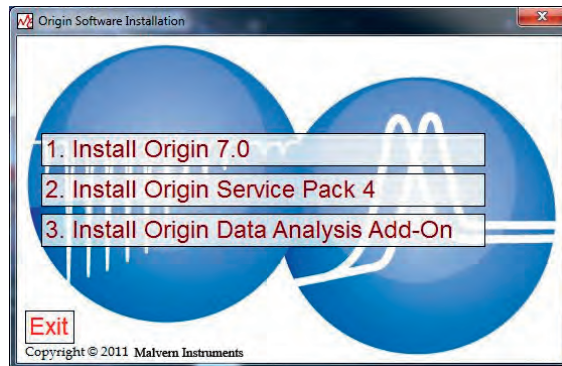 Origin Software Installation
1. Install Origin 7.0
2. Install Origin Service Pack 4
3. Install Origin Data Analysis Add-On
Exit
Copyright © 2011 Malvern Instruments